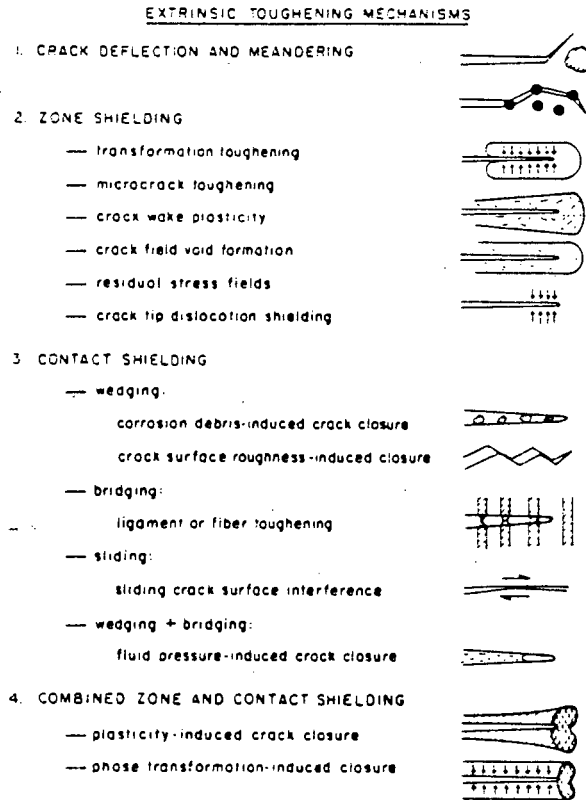 EXTRINSIC TOUGHENING MECHANISMS
1. CRACK DEFLECTION AND MEANDERING
2. ZONE SHIELDING
— transformation toughening
— microcrack toughening
— crack wake plasticity
— crack field void formation
— residual stress fields
— crack tip dislocation shielding
3 CONTACT SHIELDING
— wedging:
corrosion debris-induced crack closure
crack surface roughness-induced closure
— bridging:
ligament or fiber toughening
— sliding:
sliding crack surface interference
— wedging + bridging:
fluid pressure-induced crack closure
4. COMBINED ZONE AND CONTACT SHIELDING
— plasticity-induced crack closure
— phase transformation-induced closure